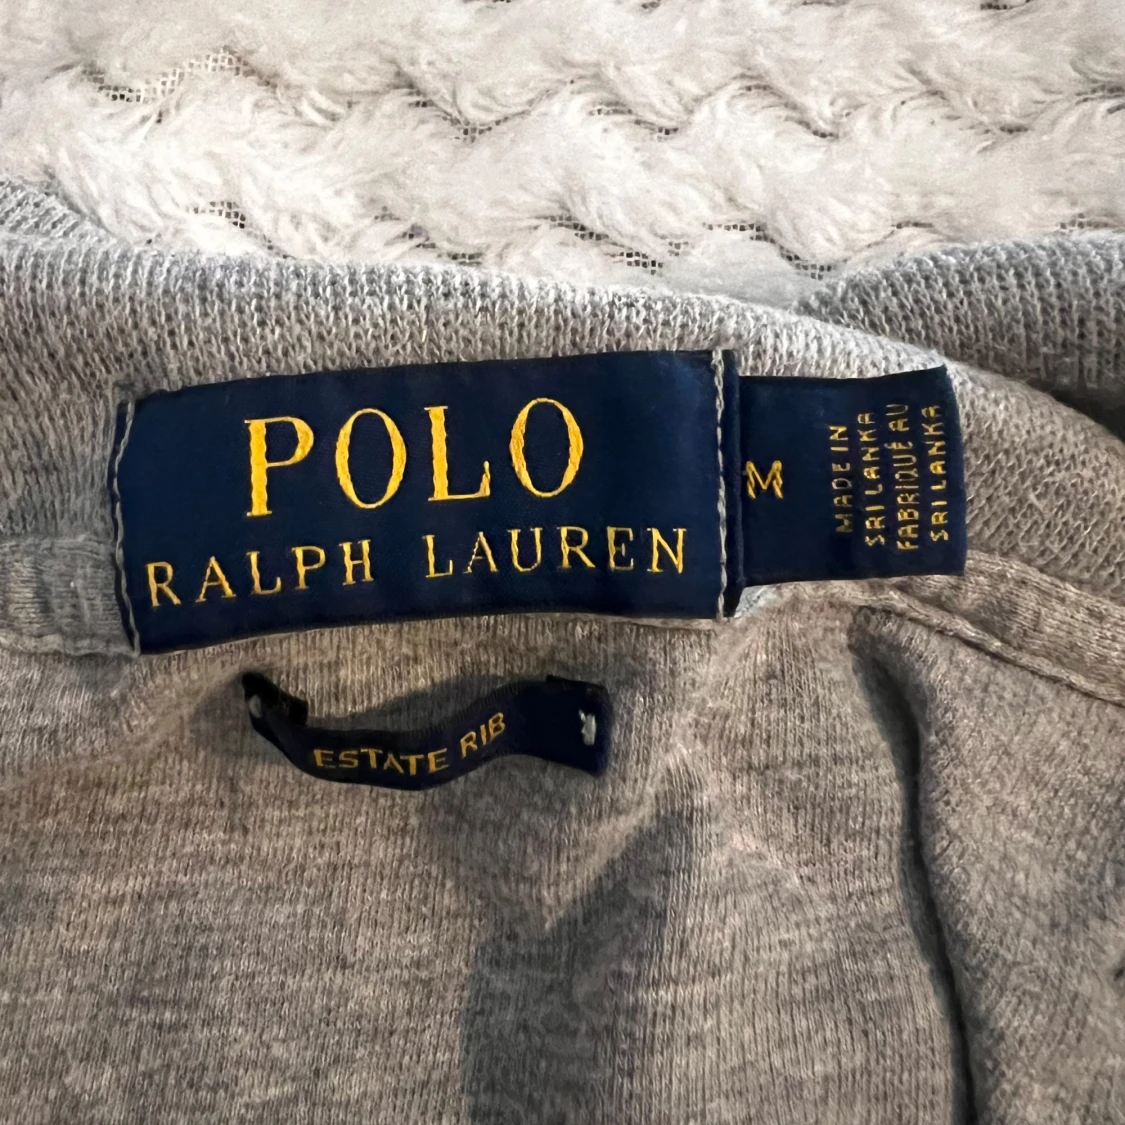 POLO
RALPH LAUREN
M
MADE IN
SRI LANKA
FABRIQUÉ AU
SRI LANKA
ESTATE RIB